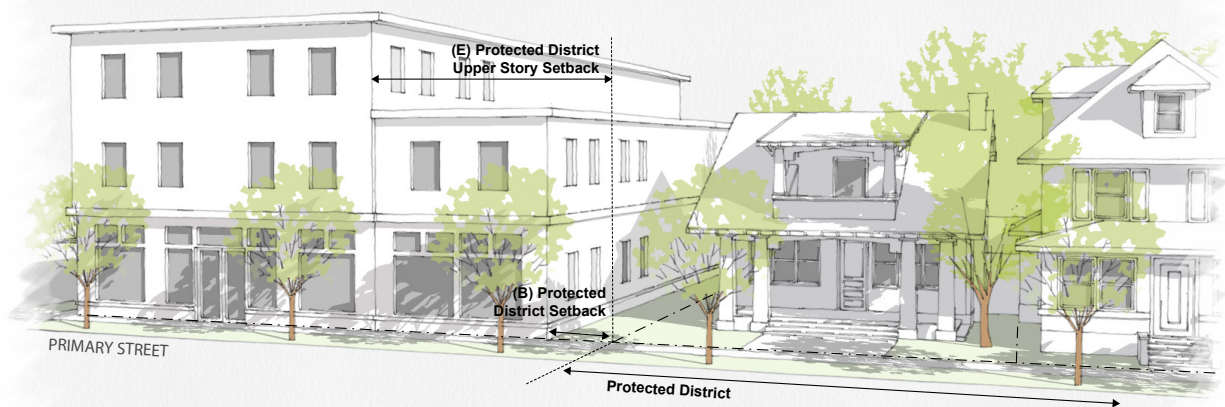 (E) Protected District
Upper Story Setback
(B) Protected
District Setback
PRIMARY STREET
Protected District